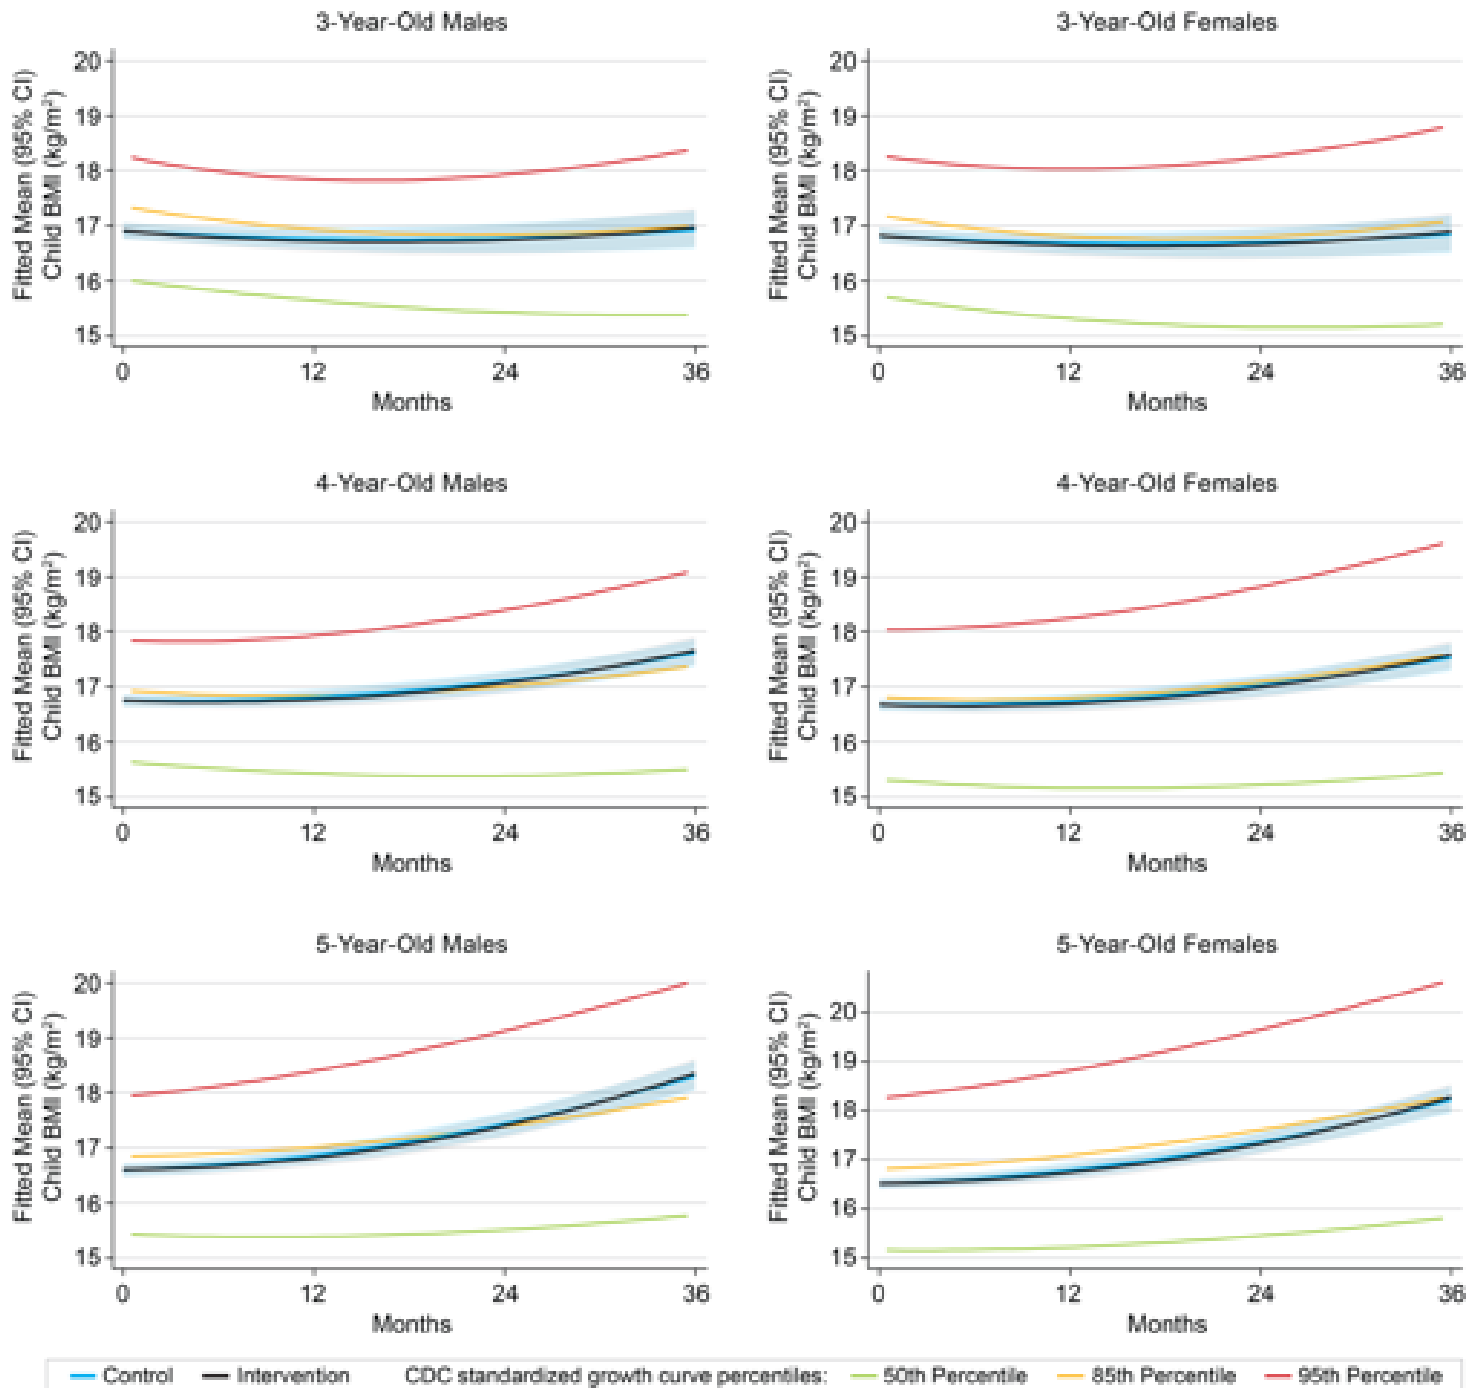 3-Year-Old Males
Fitted Mean (95% CI)
Child BMI (kg/m²)
20
19
18
17
16
15
0 12 24 36
Months
3-Year-Old Females
Fitted Mean (95% CI)
Child BMI (kg/m²)
20
19
18
17
16
15
0 12 24 36
Months
4-Year-Old Males
Fitted Mean (95% CI)
Child BMI (kg/m²)
20
19
18
17
16
15
0 12 24 36
Months
4-Year-Old Females
Fitted Mean (95% CI)
Child BMI (kg/m²)
20
19
18
17
16
15
0 12 24 36
Months
5-Year-Old Males
Fitted Mean (95% CI)
Child BMI (kg/m²)
20
19
18
17
16
15
0 12 24 36
Months
5-Year-Old Females
Fitted Mean (95% CI)
Child BMI (kg/m²)
20
19
18
17
16
15
0 12 24 36
Months
Control Intervention CDC standardized growth curve percentiles: 50th Percentile 85th Percentile 95th Percentile